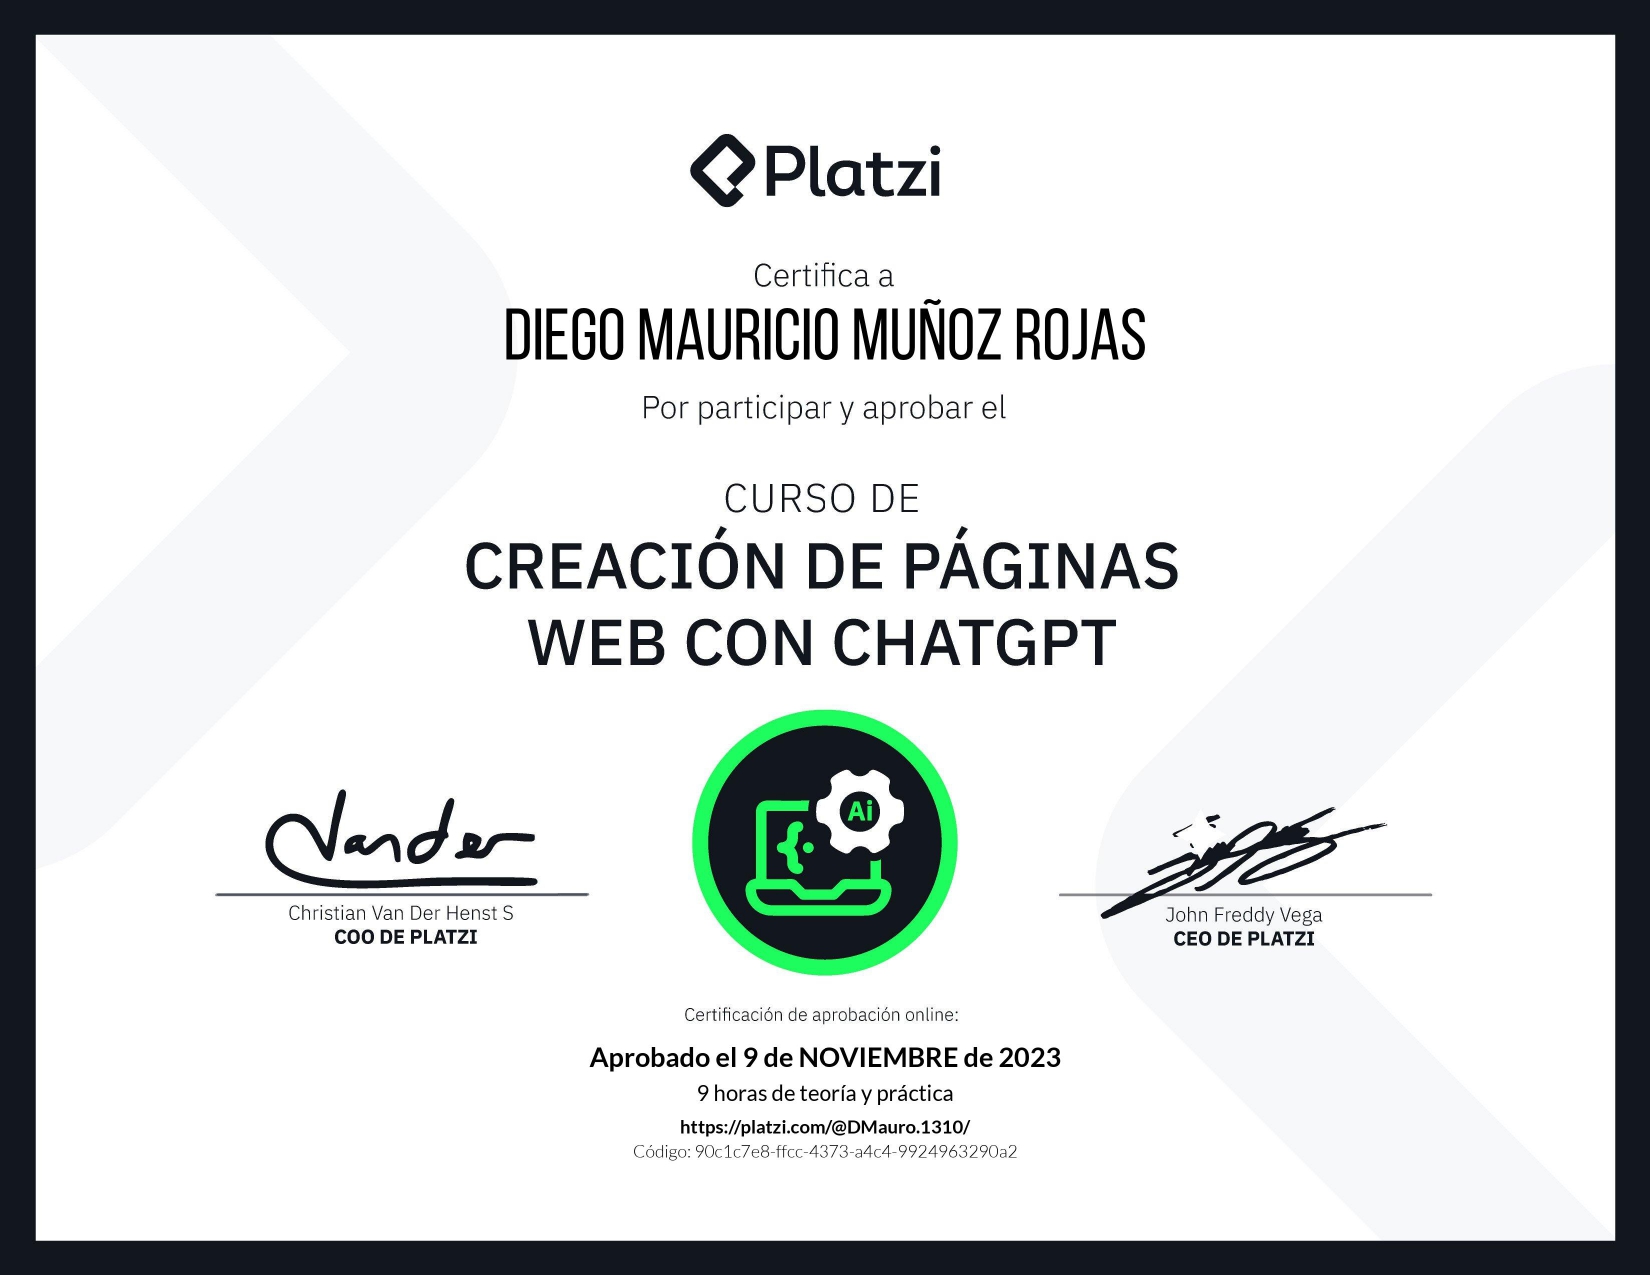 Platzi
Certifica a
DIEGO MAURICIO MUÑOZ ROJAS
Por participar y aprobar el
CURSO DE
CREACIÓN DE PÁGINAS
WEB CON CHATGPT
Ai
Vander
Christian Van Der Henst S
COO DE PLATZI
John Freddy Vega
CEO DE PLATZI
Certificación de aprobación online:
Aprobado el 9 de NOVIEMBRE de 2023
9 horas de teoría y práctica
https://platzi.com/@DMauro.1310/
Código: 90c1c7e8-ffcc-4373-a4c4-9924963290a2